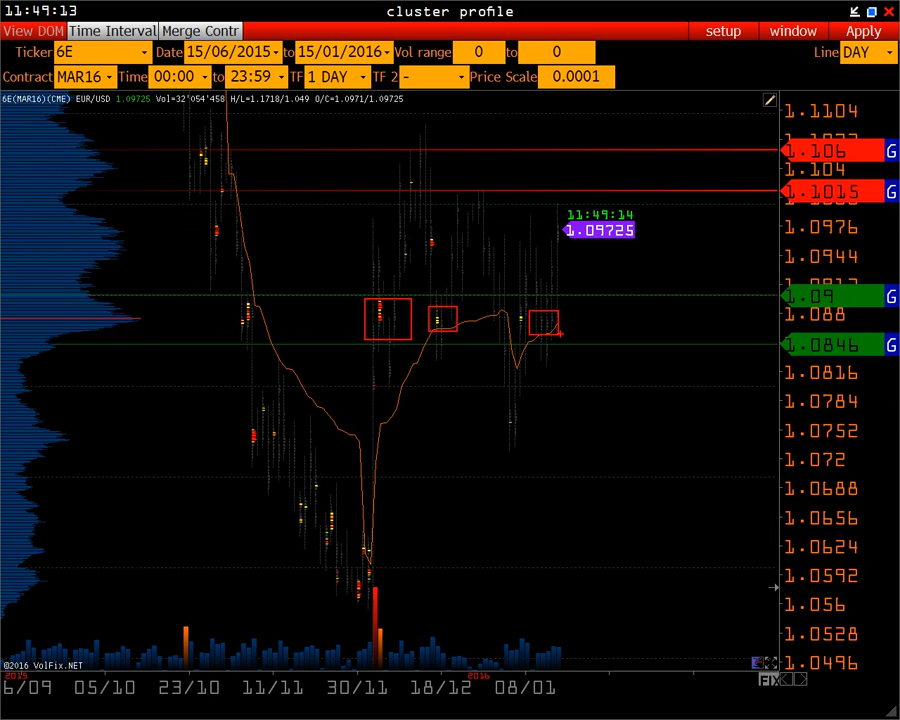 11:49:13 cluster profile
View DOM Time Interval Merge Contr setup window Apply
Ticker 6E Date 15/06/2015 to 15/01/2016 Vol range 0 to 0 Line DAY
Contract MAR16 Time 00:00 to 23:59 TF 1 DAY TF 2 - Price Scale 0.0001
6E(MAR16)(CME) EUR/USD 1.09725 Vol=32'054'458 H/L=1.1718/1.049 O/C=1.0971/1.09725
1.1104
1.106 G
1.104
1.1015 G
11:49:14
1.0976
1.09725
1.0944
1.09 G
1.088
1.0846 G
1.0816
1.0784
1.0752
1.072
1.0688
1.0656
1.0624
1.0592
1.056
1.0528
1.0496
©2016 VolFix.NET
2015 2016
6/09 05/10 23/10 11/11 30/11 18/12 08/01 FIX